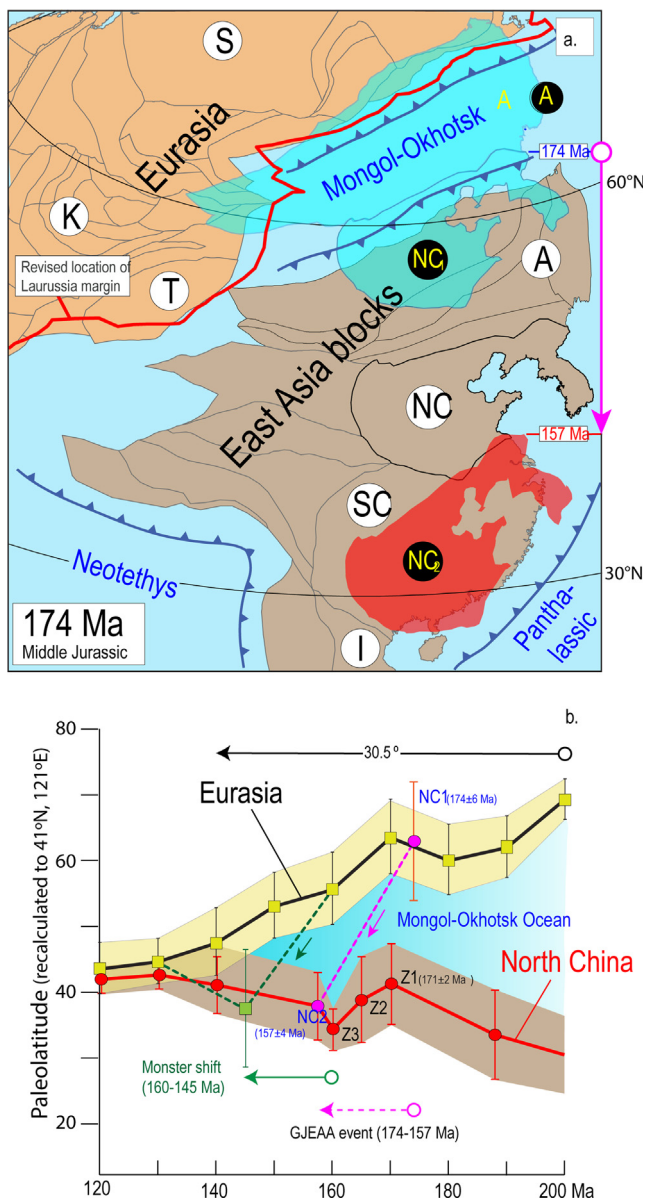 a.
S
A
A
Eurasia
Mongol-Okhotsk
174 Ma
60°N
K
NC1
A
Revised location of
Laurussia margin
T
East Asia blocks
NC
157 Ma
SC
NC2
Neotethys
30°N
174 Ma
Middle Jurassic
I
Pantha-
lassic
b.
80
30.5 º
Eurasia
NC1(174±6 Ma)
60
Mongol-Okhotsk Ocean
North China
Z1(171±2 Ma )
40
Z2
NC2
Z3
(157±4 Ma)
Monster shift
(160-145 Ma)
20
GJEAA event (174-157 Ma)
Paleolatitude (recalculated to 41ºN, 121ºE)
120 140 160 180 200 Ma